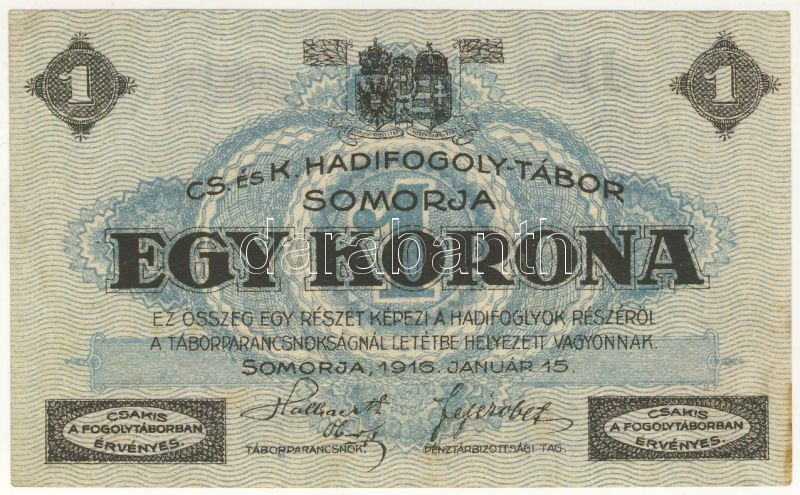 1 1
CS. ÉS K. HADIFOGOLY-TÁBOR
SOMORJA
EGY KORONA
darabanth
EZ ÖSSZEG EGY RÉSZÉT KÉPEZI A HADIFOGLYOK RÉSZÉRŐL
A TÁBORPARANCSNOKSÁGNÁL LETÉTBE HELYEZETT VAGYONNAK.
SOMORJA, 1916. JANUÁR 15.
CSAKIS
A FOGOLYTÁBORBAN
ÉRVÉNYES.
TÁBORPARANCSNOK.
PÉNZTÁRBIZOTTSÁGI TAG.
CSAKIS
A FOGOLYTÁBORBAN
ÉRVÉNYES.